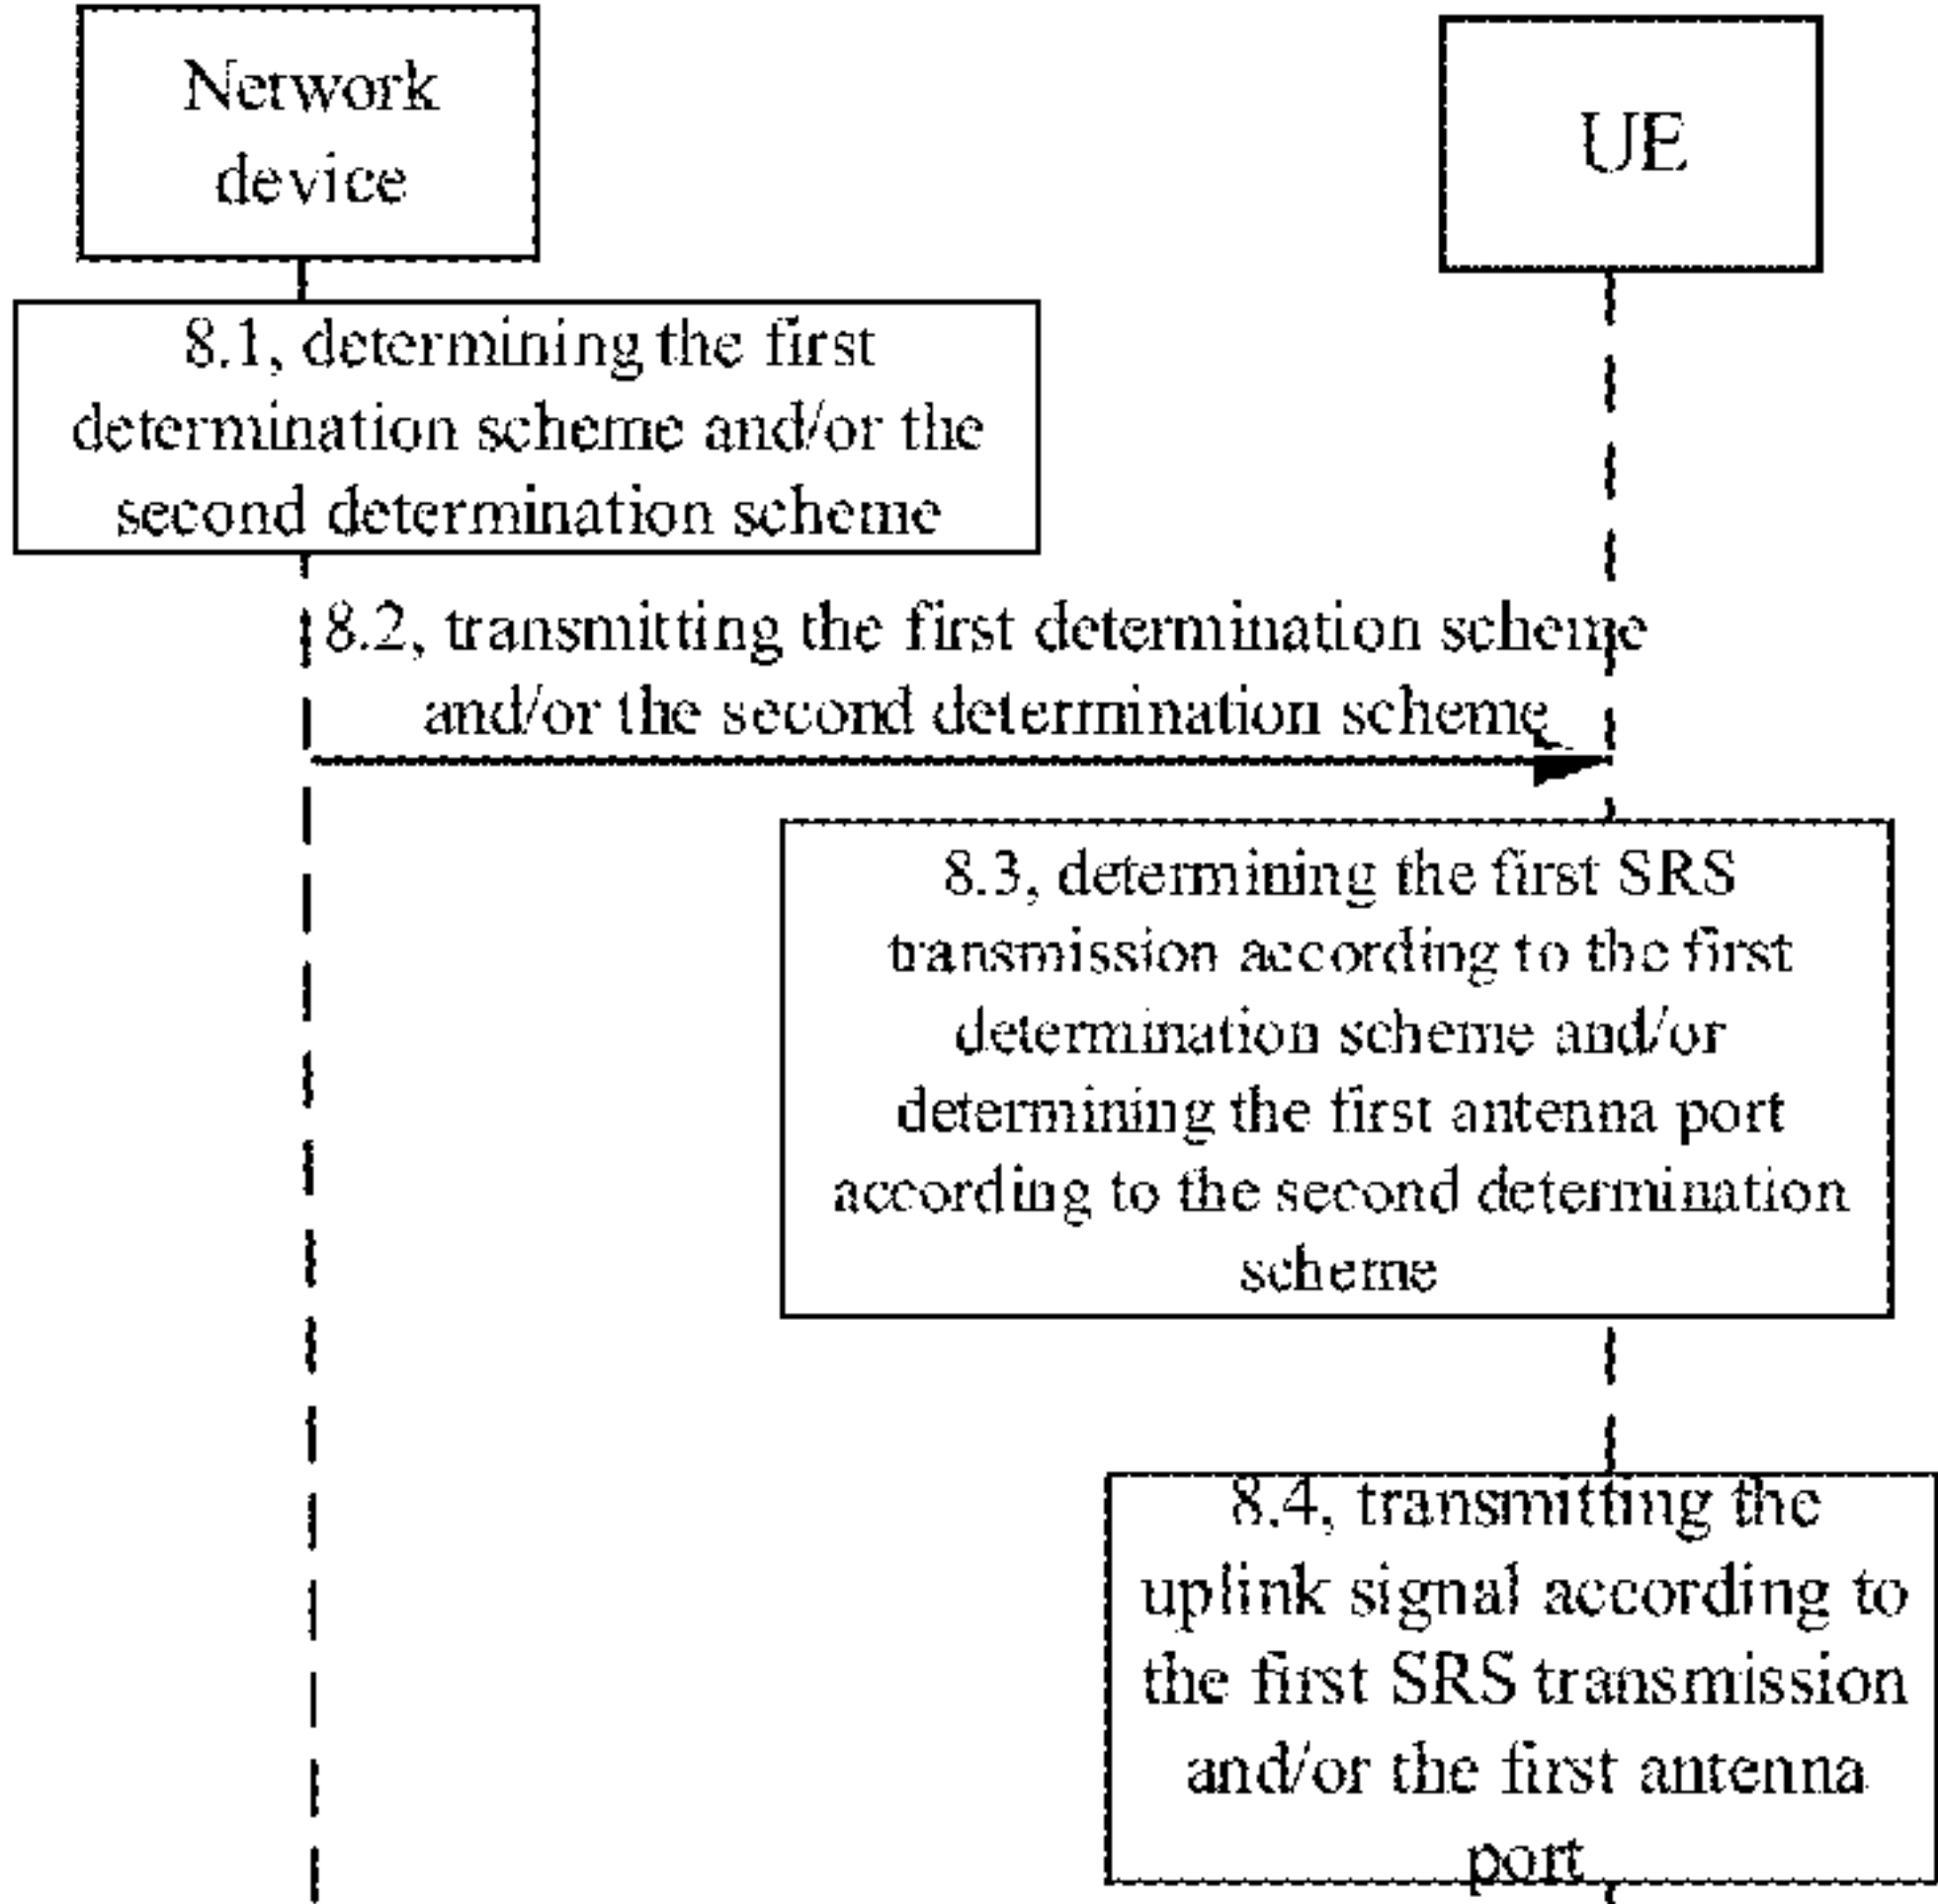 Network
device
UE
8.1, determining the first
determination scheme and/or the
second determination scheme
8.2, transmitting the first determination scheme
and/or the second determination scheme
8.3, determining the first SRS
transmission according to the first
determination scheme and/or
determining the first antenna port
according to the second determination
scheme
8.4, transmitting the
uplink signal according to
the first SRS transmission
and/or the first antenna
port